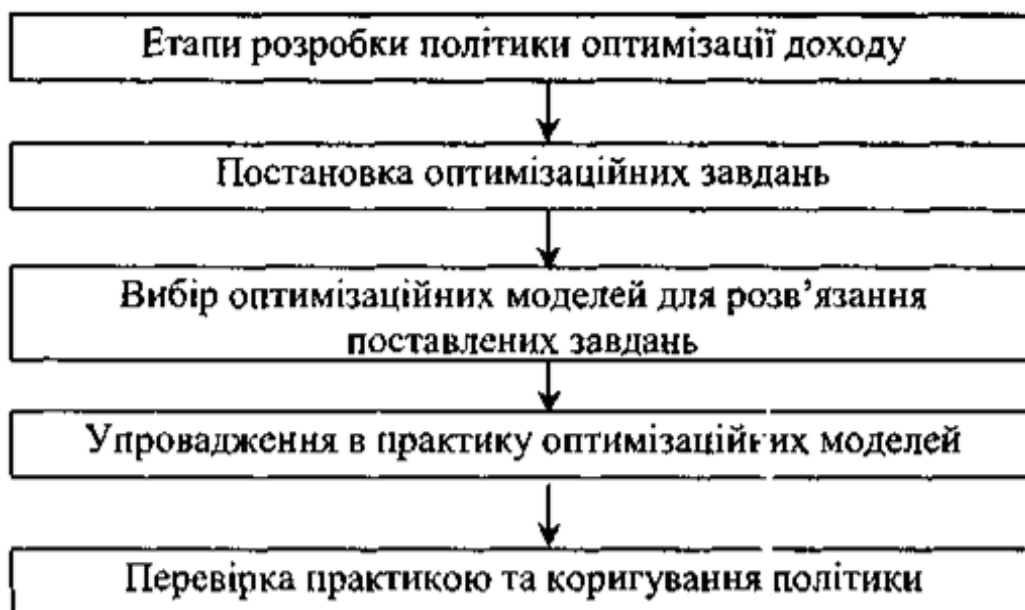 Етапи розробки політики оптимізації доходу
Постановка оптимізаційних завдань
Вибір оптимізаційних моделей для розв’язання
поставлених завдань
Упровадження в практику оптимізаційних моделей
Перевірка практикою та коригування політики